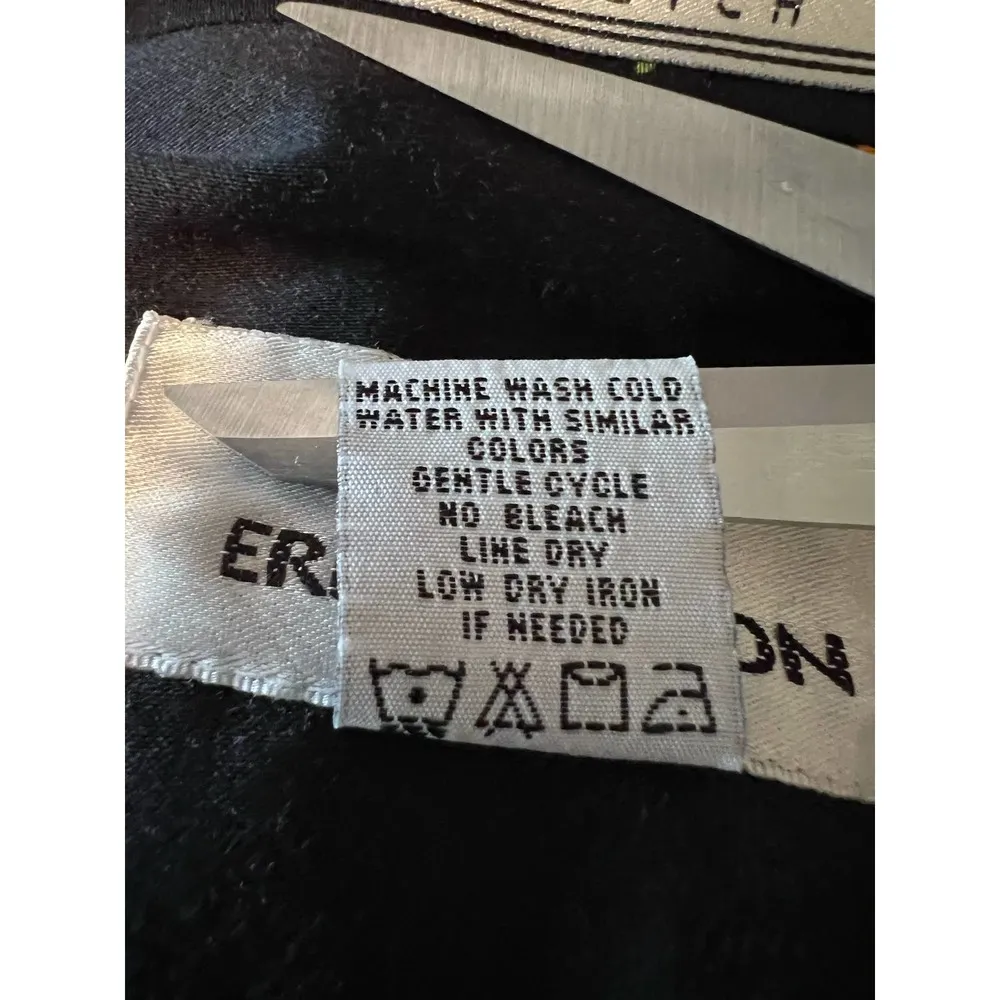 MACHINE WASH COLD
WATER WITH SIMILAR
COLORS
GENTLE CYCLE
NO BLEACH
LINE DRY
LOW DRY IRON
IF NEEDED